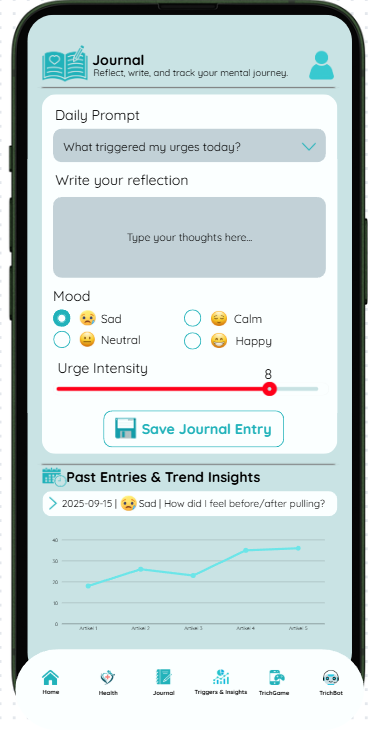 Journal
Reflect, write, and track your mental journey.
Daily Prompt
What triggered my urges today?
Write your reflection
Type your thoughts here...
Mood
Sad
Calm
Neutral
Happy
Urge Intensity
8
Save Journal Entry
Past Entries & Trend Insights
2025-09-15 | Sad | How did I feel before/after pulling?
40
30
20
10
0
Artikel 1 Artikel 2 Artikel 3 Artikel 4 Artikel 5
Home Health Journal Triggers & Insights TrichGame TrichBot